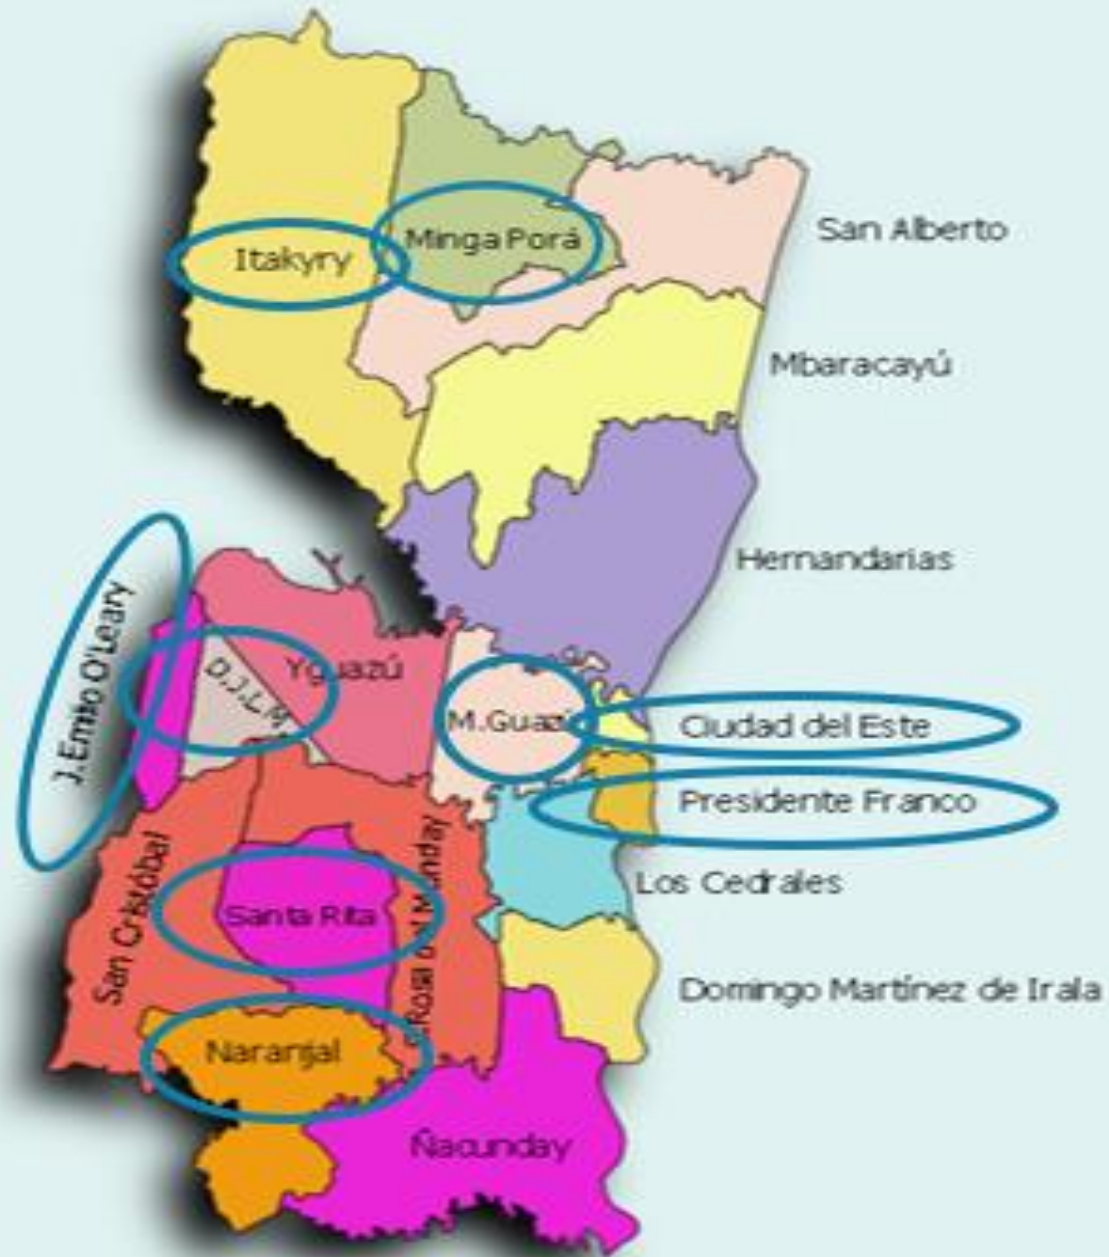 Itakyry
Minga Porá
San Alberto
Mbaracayú
Hernandarias
J.Emilio O'Leary
D.J.L.M.
Yguazú
M.Guazú
Ciudad del Este
Presidente Franco
Los Cedrales
San Cristóbal
Santa Rita
Rosa del Monday
Domingo Martínez de Irala
Naranjal
Ñacunday